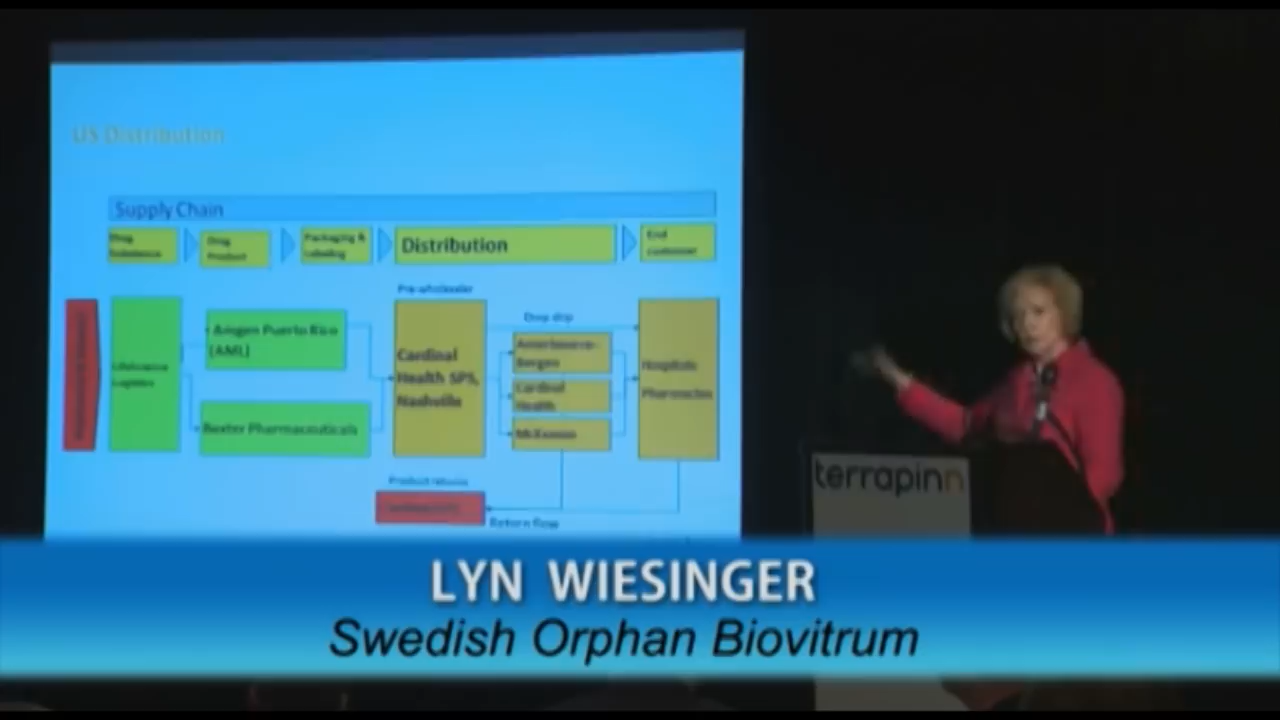 US Distribution
Supply Chain
Drug
Substance
Drug
Product
Packaging &
Labeling
Distribution
End
customer
Pre-wholesaler
Drop ship
Amgen Puerto Rico
(AML)
Baxter Pharmaceuticals
Cardinal
Health SPS,
Nashville
Amerisource-
Bergen
Cardinal
Health
McKesson
Hospitals
Pharmacies
Product returns
Return flow
terrapinn
LYN WIESINGER
Swedish Orphan Biovitrum